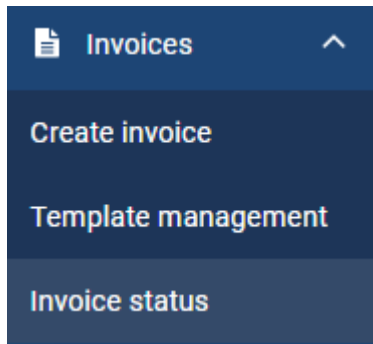 Invoices
Create invoice
Template management
Invoice status